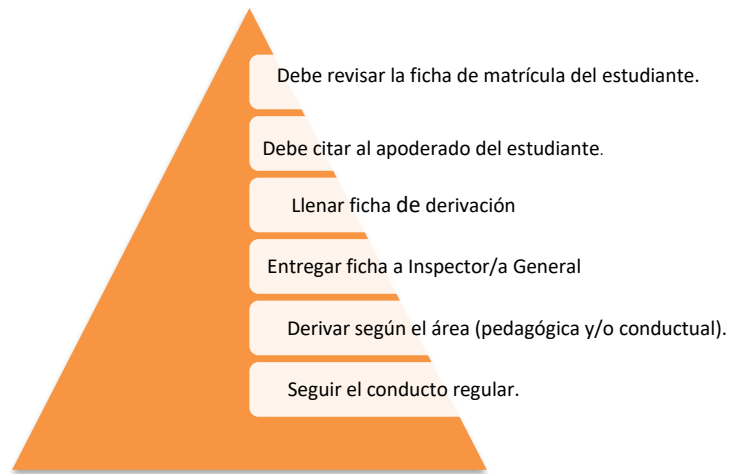 Debe revisar la ficha de matrícula del estudiante.
Debe citar al apoderado del estudiante.
Llenar ficha de derivación
Entregar ficha a Inspector/a General
Derivar según el área (pedagógica y/o conductual).
Seguir el conducto regular.